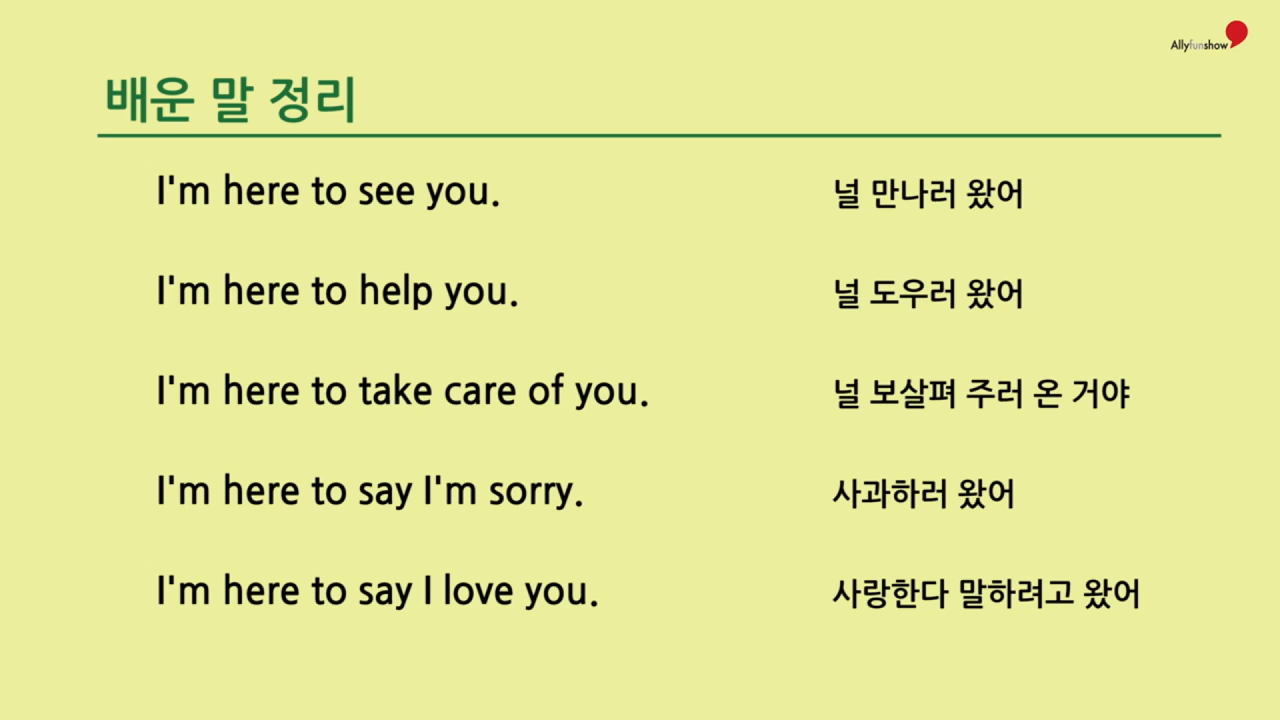 Allyfunshow
배운 말 정리
I'm here to see you. 널 만나러 왔어
I'm here to help you. 널 도우러 왔어
I'm here to take care of you. 널 보살펴 주러 온 거야
I'm here to say I'm sorry. 사과하러 왔어
I'm here to say I love you. 사랑한다 말하려고 왔어